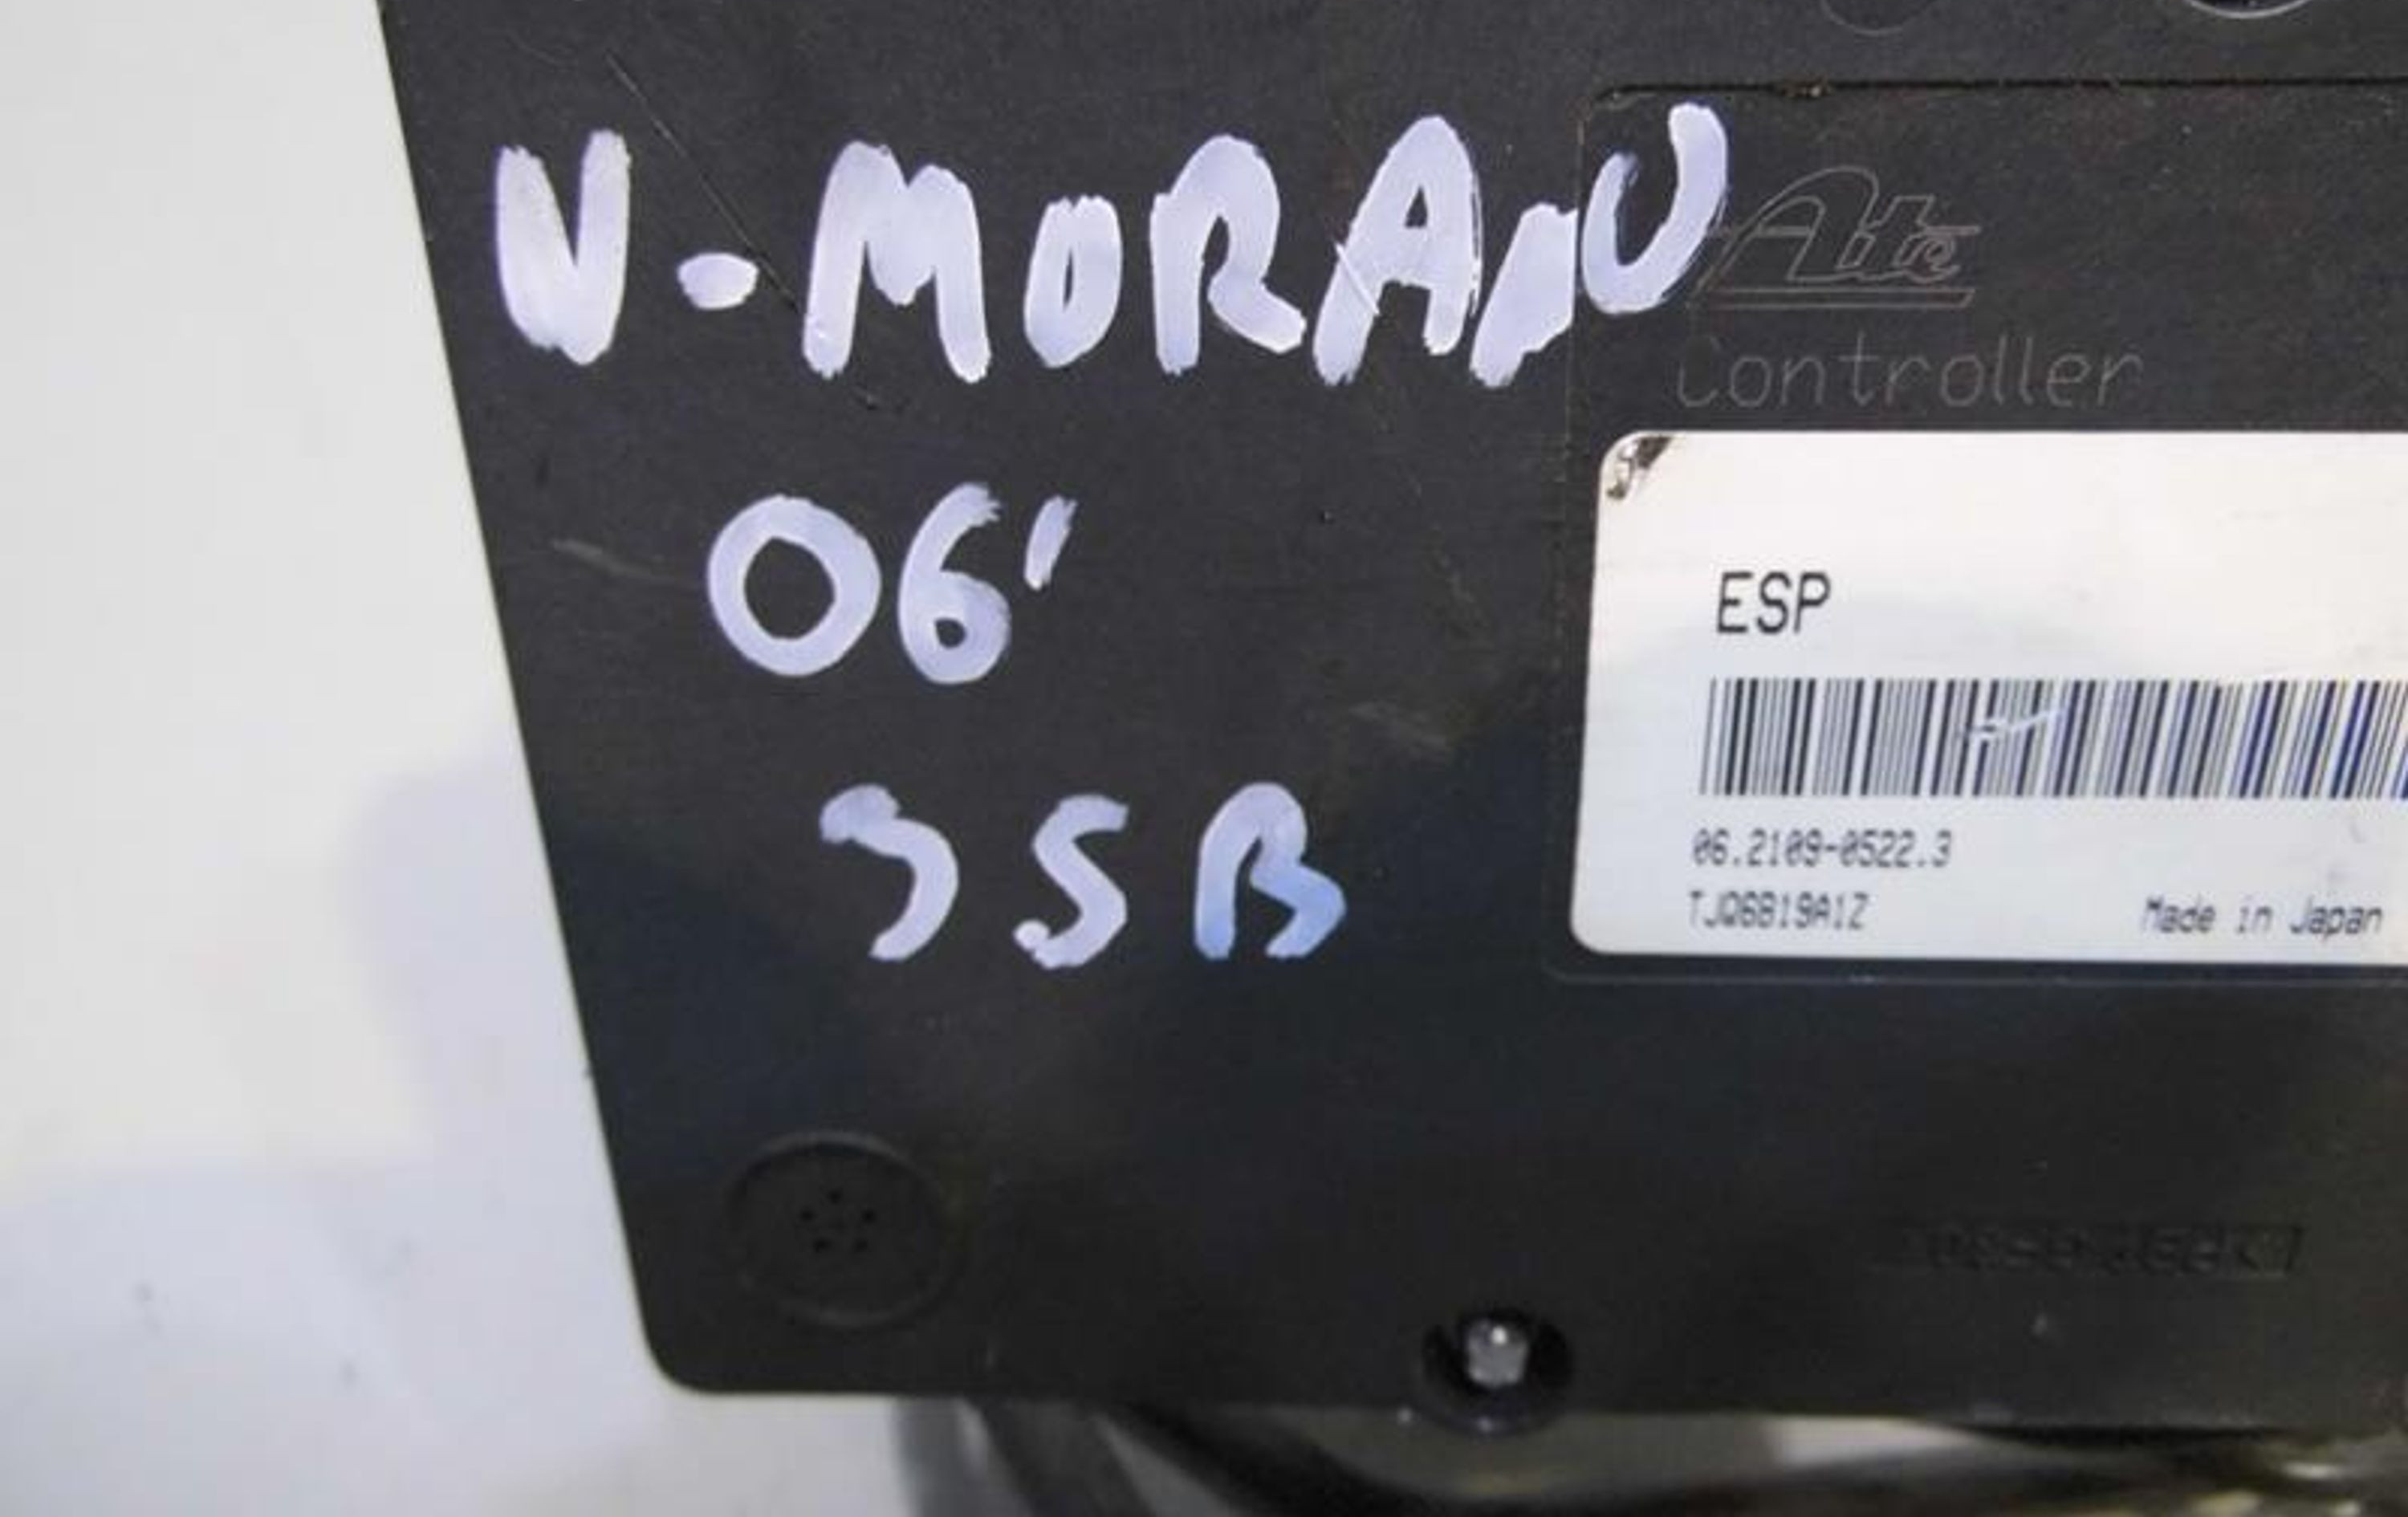 V-MORANO
06'
35B
Ate
Controller
ESP
06.2109-0522.3
TJQ6B19A1Z
Made in Japan